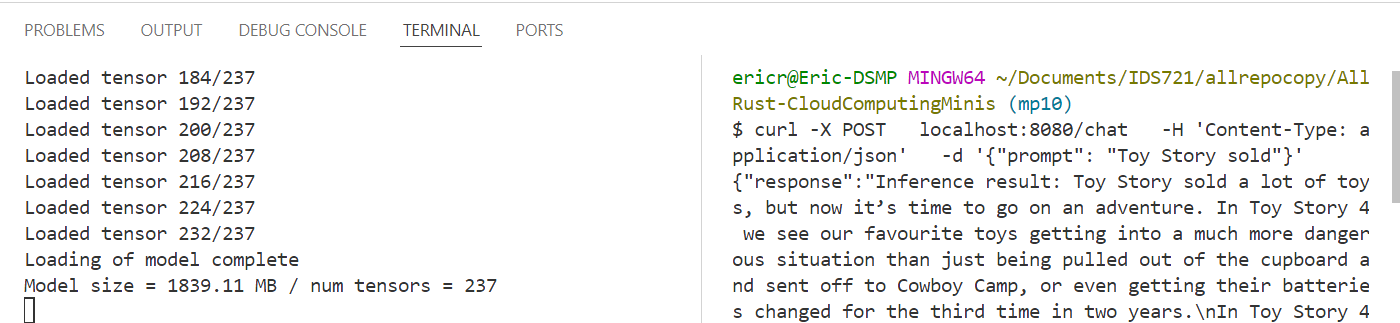 PROBLEMS OUTPUT DEBUG CONSOLE TERMINAL PORTS
Loaded tensor 184/237
Loaded tensor 192/237
Loaded tensor 200/237
Loaded tensor 208/237
Loaded tensor 216/237
Loaded tensor 224/237
Loaded tensor 232/237
Loading of model complete
Model size = 1839.11 MB / num tensors = 237
ericr@Eric-DSMP MINGW64 ~/Documents/IDS721/allrepocopy/All
Rust-CloudComputingMinis (mp10)
$ curl -X POST   localhost:8080/chat   -H 'Content-Type: a
pplication/json'   -d '{"prompt": "Toy Story sold"}'
{"response":"Inference result: Toy Story sold a lot of toy
s, but now it’s time to go on an adventure. In Toy Story 4
 we see our favourite toys getting into a much more danger
ous situation than just being pulled out of the cupboard a
nd sent off to Cowboy Camp, or even getting their batterie
s changed for the third time in two years.\nIn Toy Story 4